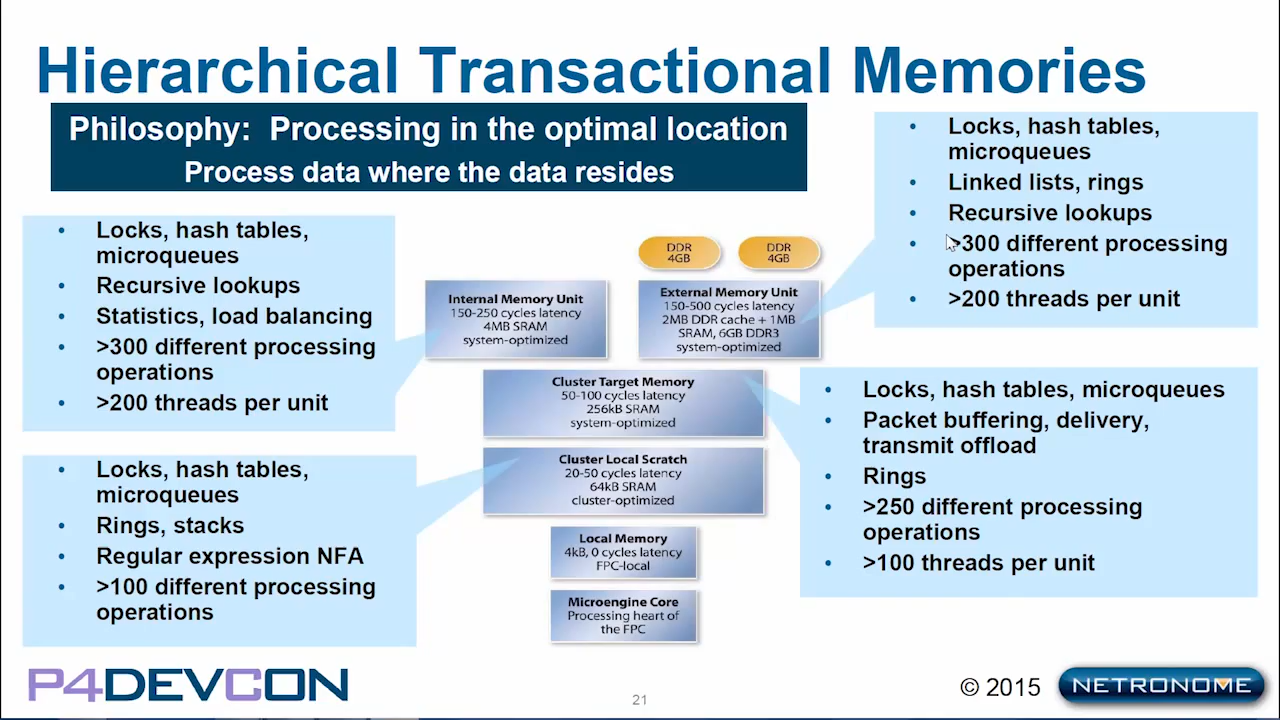 Hierarchical Transactional Memories
Philosophy: Processing in the optimal location
Process data where the data resides
• Locks, hash tables,
microqueues
• Linked lists, rings
• Recursive lookups
• >300 different processing
operations
• >200 threads per unit
• Locks, hash tables,
microqueues
• Recursive lookups
• Statistics, load balancing
• >300 different processing
operations
• >200 threads per unit
DDR
4GB
DDR
4GB
Internal Memory Unit
150-250 cycles latency
4MB SRAM
system-optimized
External Memory Unit
150-500 cycles latency
2MB DDR cache + 1MB
SRAM, 6GB DDR3
system-optimized
Cluster Target Memory
50-100 cycles latency
256kB SRAM
system-optimized
• Locks, hash tables, microqueues
• Packet buffering, delivery,
transmit offload
• Rings
• >250 different processing
operations
• >100 threads per unit
• Locks, hash tables,
microqueues
• Rings, stacks
• Regular expression NFA
• >100 different processing
operations
Cluster Local Scratch
20-50 cycles latency
64kB SRAM
cluster-optimized
Local Memory
4kB, 0 cycles latency
FPC-local
Microengine Core
Processing heart of
the FPC
P4DEVCON
21
© 2015
NETRONOME